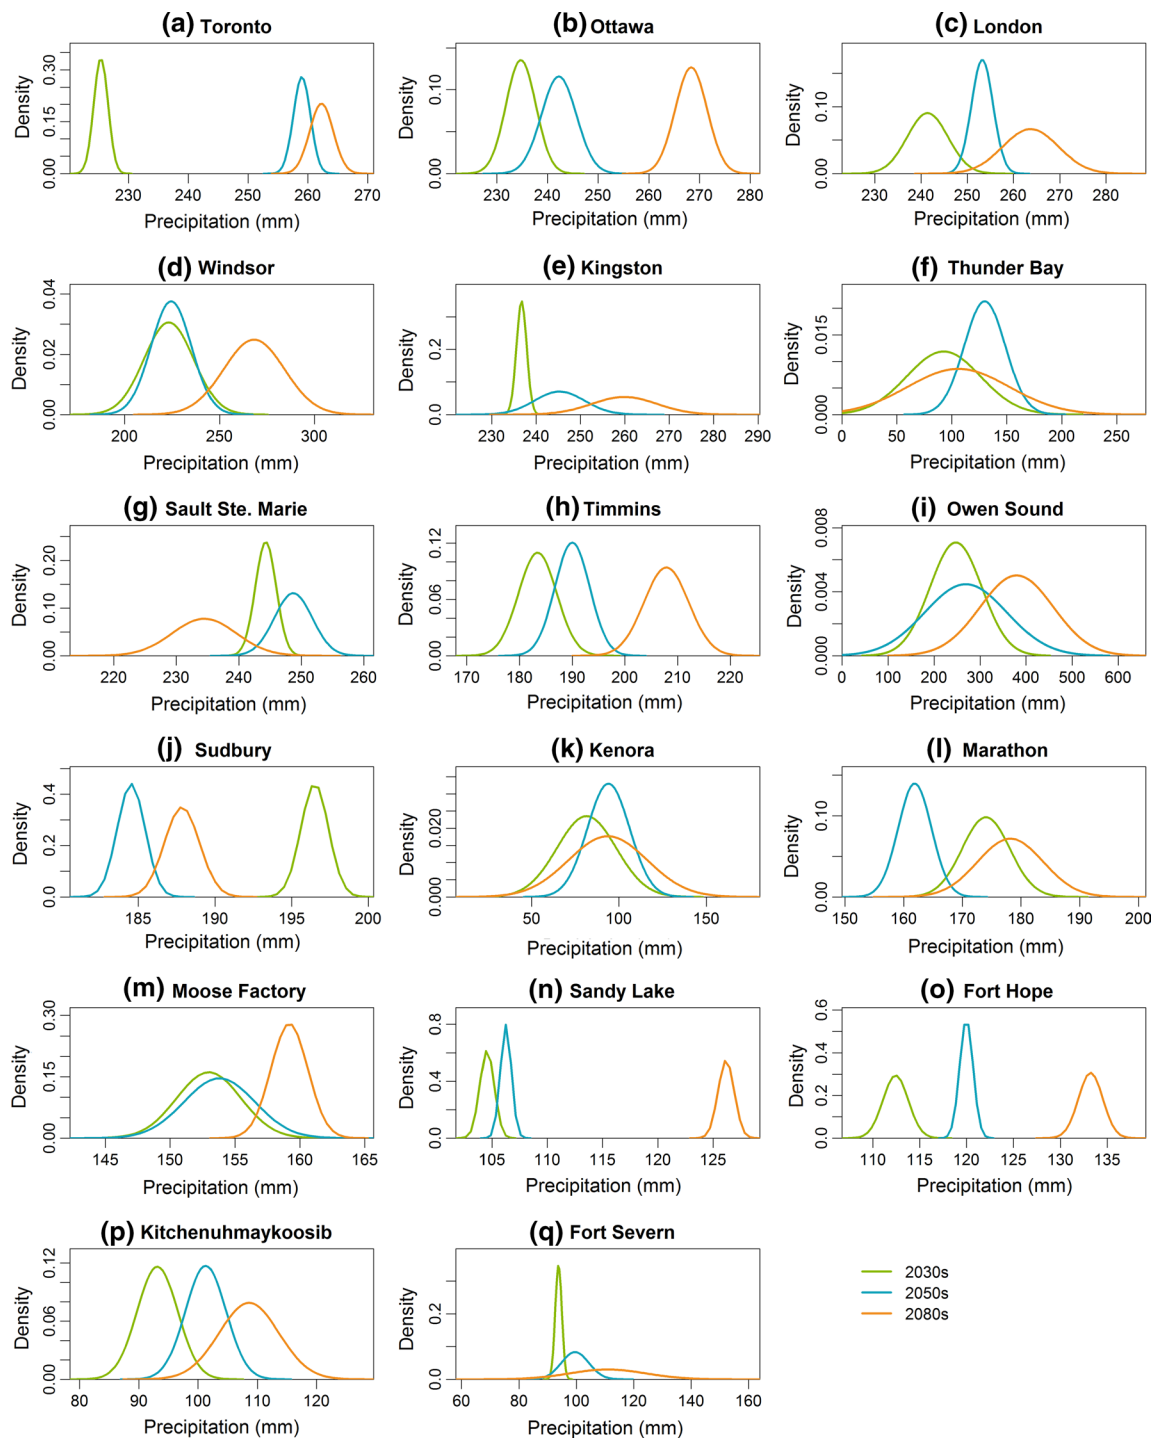 (a) Toronto
Density
0.00 0.15 0.30
230 240 250 260 270
Precipitation (mm)
(b) Ottawa
Density
0.00 0.10
230 240 250 260 270 280
Precipitation (mm)
(c) London
Density
0.00 0.10
230 240 250 260 270 280
Precipitation (mm)
(d) Windsor
Density
0.00 0.02 0.04
200 250 300
Precipitation (mm)
(e) Kingston
Density
0.0 0.2
230 240 250 260 270 280 290
Precipitation (mm)
(f) Thunder Bay
Density
0.000 0.015
0 50 100 150 200 250
Precipitation (mm)
(g) Sault Ste. Marie
Density
0.00 0.10 0.20
220 230 240 250 260
Precipitation (mm)
(h) Timmins
Density
0.00 0.06 0.12
170 180 190 200 210 220
Precipitation (mm)
(i) Owen Sound
Density
0.000 0.004 0.008
0 100 200 300 400 500 600
Precipitation (mm)
(j) Sudbury
Density
0.0 0.2 0.4
185 190 195 200
Precipitation (mm)
(k) Kenora
Density
0.000 0.020
50 100 150
Precipitation (mm)
(l) Marathon
Density
0.00 0.10
150 160 170 180 190 200
Precipitation (mm)
(m) Moose Factory
Density
0.00 0.15 0.30
145 150 155 160 165
Precipitation (mm)
(n) Sandy Lake
Density
0.0 0.4 0.8
105 110 115 120 125
Precipitation (mm)
(o) Fort Hope
Density
0.0 0.2 0.4 0.6
110 115 120 125 130 135
Precipitation (mm)
(p) Kitchenuhmaykoosib
Density
0.00 0.06 0.12
80 90 100 110 120
Precipitation (mm)
(q) Fort Severn
Density
0.0 0.2
60 80 100 120 140 160
Precipitation (mm)
2030s
2050s
2080s